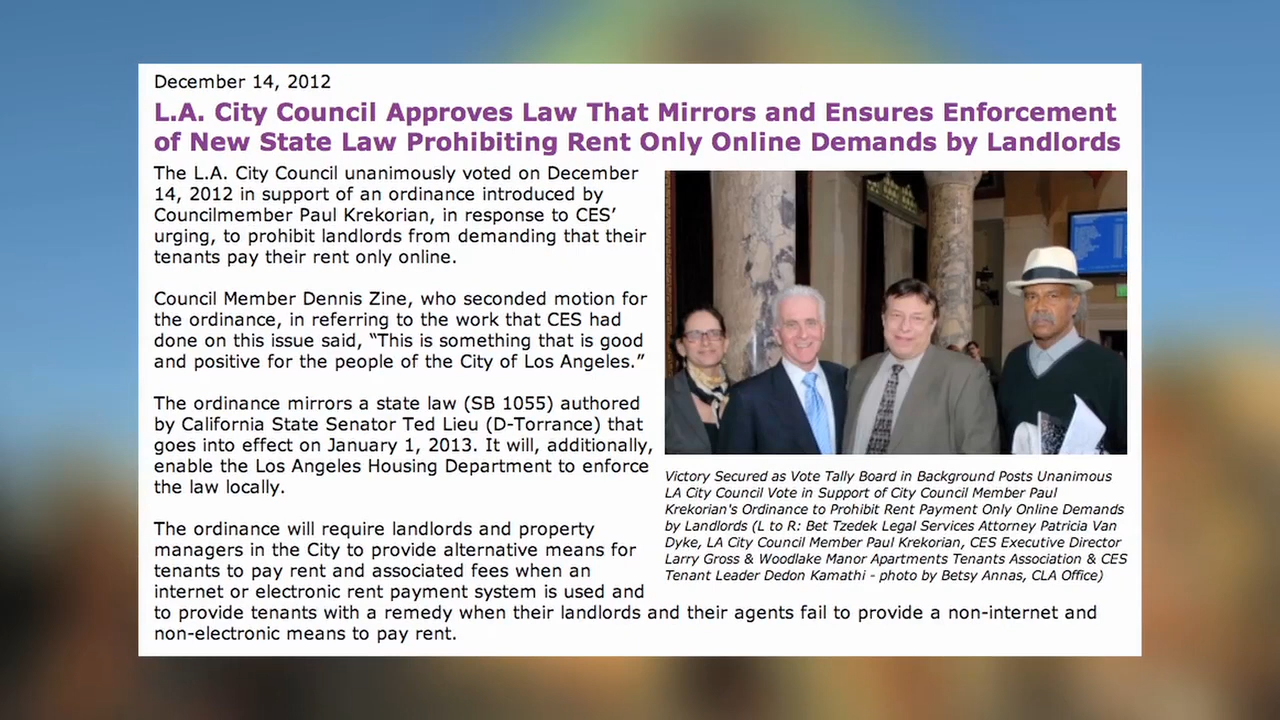 December 14, 2012
L.A. City Council Approves Law That Mirrors and Ensures Enforcement
of New State Law Prohibiting Rent Only Online Demands by Landlords
The L.A. City Council unanimously voted on December
14, 2012 in support of an ordinance introduced by
Councilmember Paul Krekorian, in response to CES’
urging, to prohibit landlords from demanding that their
tenants pay their rent only online.
Council Member Dennis Zine, who seconded motion for
the ordinance, in referring to the work that CES had
done on this issue said, “This is something that is good
and positive for the people of the City of Los Angeles.”
The ordinance mirrors a state law (SB 1055) authored
by California State Senator Ted Lieu (D-Torrance) that
goes into effect on January 1, 2013. It will, additionally,
enable the Los Angeles Housing Department to enforce
the law locally.
The ordinance will require landlords and property
managers in the City to provide alternative means for
tenants to pay rent and associated fees when an
internet or electronic rent payment system is used and
to provide tenants with a remedy when their landlords and their agents fail to provide a non-internet and
non-electronic means to pay rent.
Victory Secured as Vote Tally Board in Background Posts Unanimous
LA City Council Vote in Support of City Council Member Paul
Krekorian's Ordinance to Prohibit Rent Payment Only Online Demands
by Landlords (L to R: Bet Tzedek Legal Services Attorney Patricia Van
Dyke, LA City Council Member Paul Krekorian, CES Executive Director
Larry Gross & Woodlake Manor Apartments Tenants Association & CES
Tenant Leader Dedon Kamathi - photo by Betsy Annas, CLA Office)